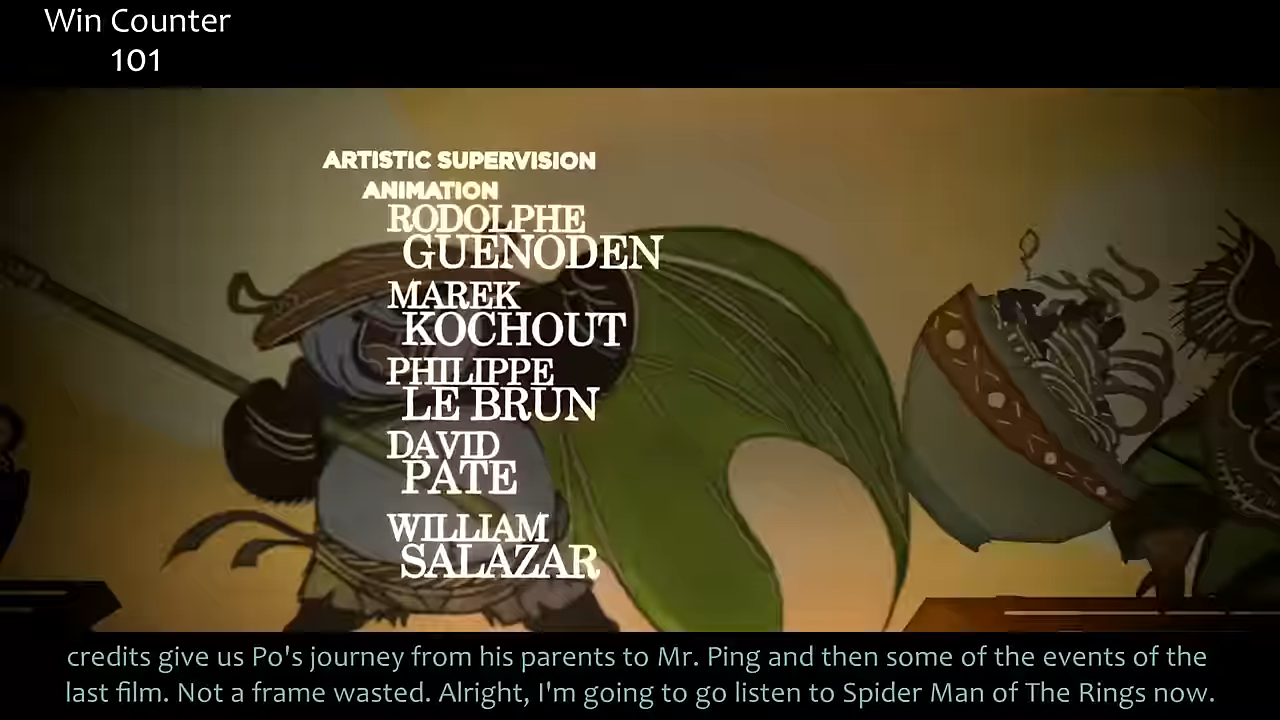 Win Counter
101
ARTISTIC SUPERVISION
ANIMATION
RODOLPHE
GUENODEN
MAREK
KOCHOUT
PHILIPPE
LE BRUN
DAVID
PATE
WILLIAM
SALAZAR
credits give us Po's journey from his parents to Mr. Ping and then some of the events of the
last film. Not a frame wasted. Alright, I'm going to go listen to Spider Man of The Rings now.